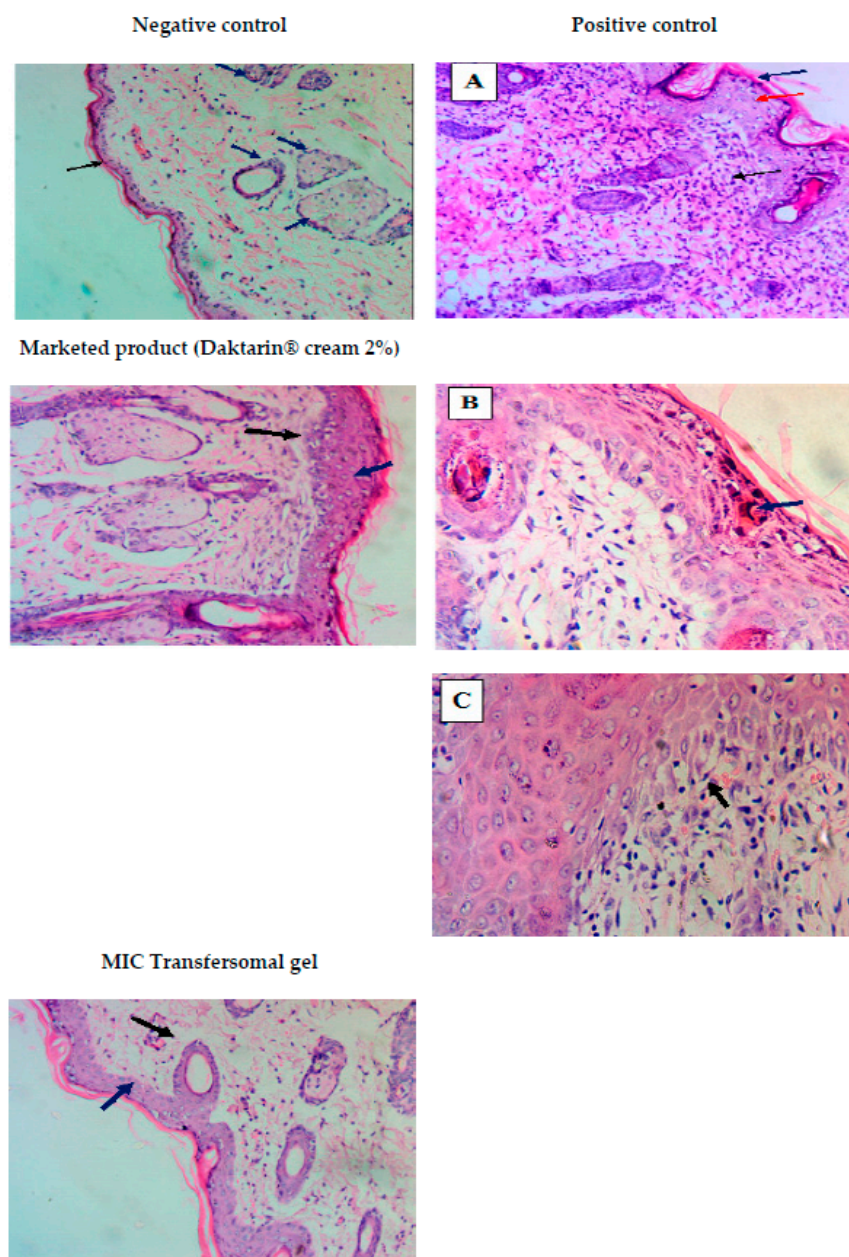 Negative control
Positive control
A
Marketed product (Daktarin® cream 2%)
B
C
MIC Transfersomal gel